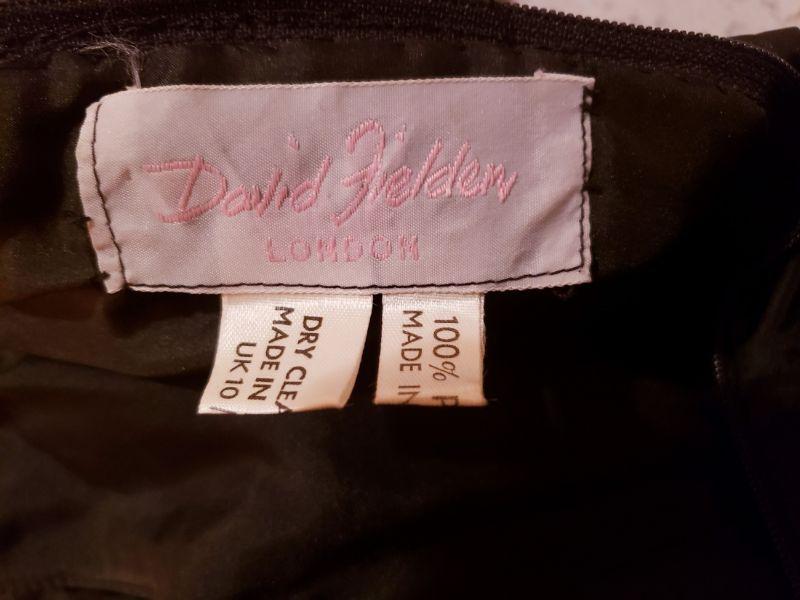 David Fielden
LONDON
DRY CLEA
MADE IN
UK 10
100% P
MADE IN